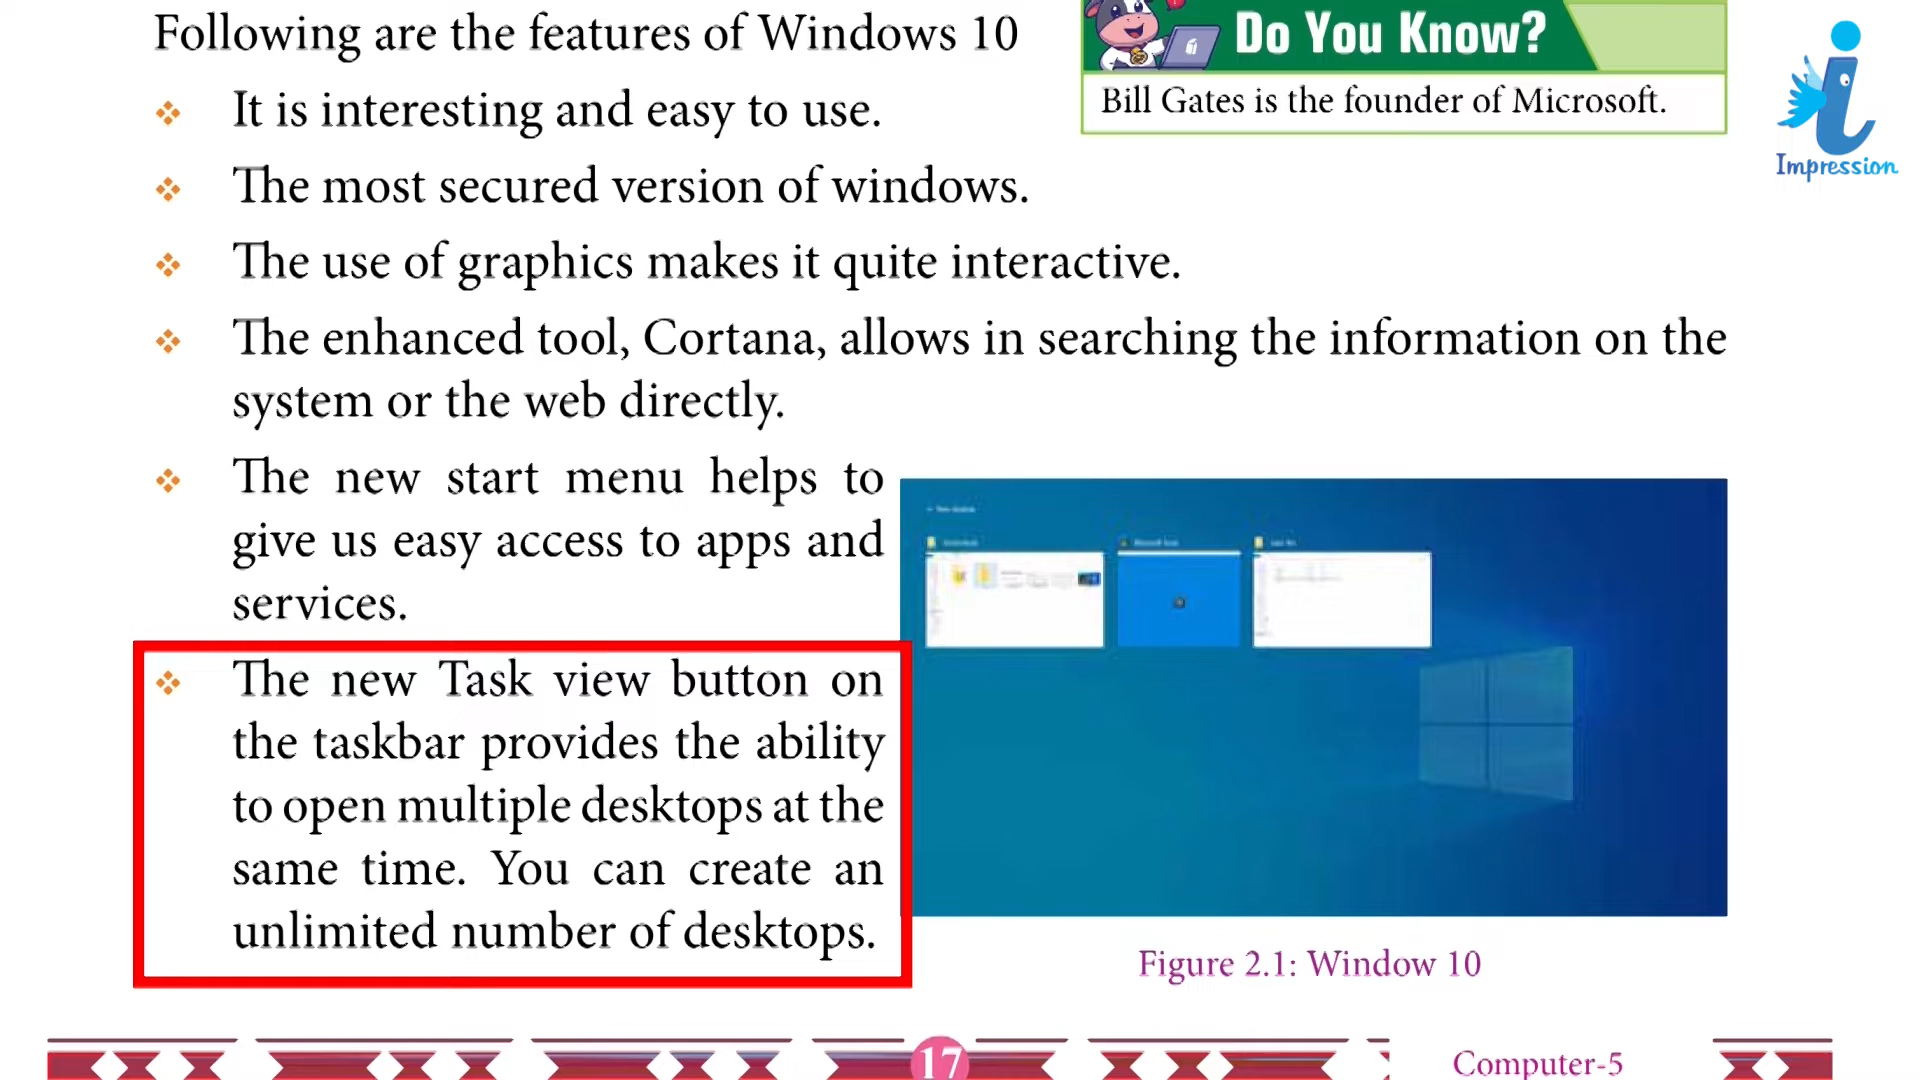 Following are the features of Windows 10
Do You Know?
Bill Gates is the founder of Microsoft.
Impression
It is interesting and easy to use.
The most secured version of windows.
The use of graphics makes it quite interactive.
The enhanced tool, Cortana, allows in searching the information on the
system or the web directly.
The new start menu helps to
give us easy access to apps and
services.
The new Task view button on
the taskbar provides the ability
to open multiple desktops at the
same time. You can create an
unlimited number of desktops.
Figure 2.1: Window 10
17
Computer-5